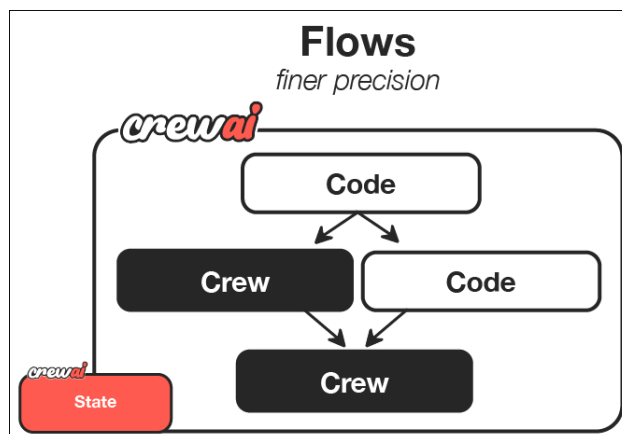 Flows
finer precision
crewai
Code
Crew
Code
Crew
crewai
State